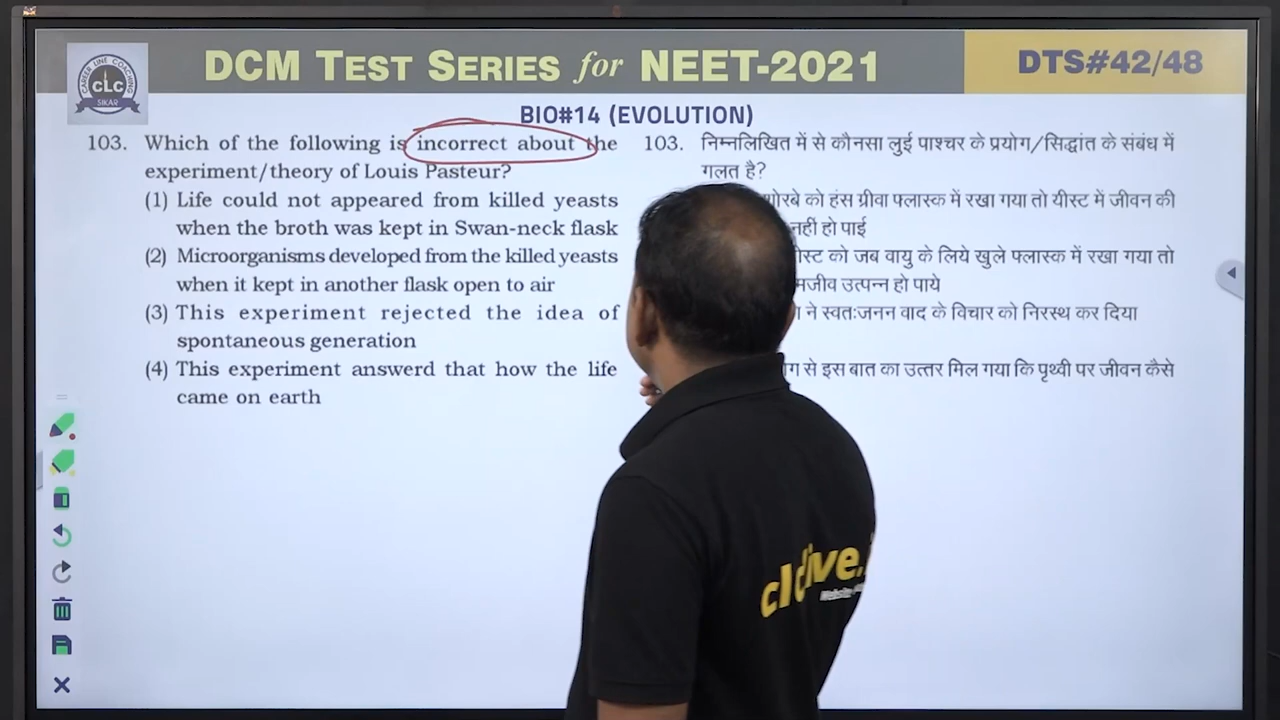 DCM TEST SERIES for NEET-2021
DTS#42/48
CAREER LINE COACHING
CLC
SIKAR
BIO#14 (EVOLUTION)
103. Which of the following is incorrect about the
experiment/theory of Louis Pasteur?
(1) Life could not appeared from killed yeasts
when the broth was kept in Swan-neck flask
(2) Microorganisms developed from the killed yeasts
when it kept in another flask open to air
(3) This experiment rejected the idea of
spontaneous generation
(4) This experiment answerd that how the life
came on earth
103. निम्नलिखित में से कौनसा लुई पाश्चर के प्रयोग/सिद्धांत के संबंध में
गलत है?
को हंस ग्रीवा फ्लास्क में रखा गया तो यीस्ट में जीवन की
नहीं हो पाई
को जब वायु के लिये खुले फ्लास्क में रखा गया तो
उत्पन्न हो पाये
ने स्वतःजनन वाद के विचार को निरस्थ कर दिया
से इस बात का उत्तर मिल गया कि पृथ्वी पर जीवन कैसे